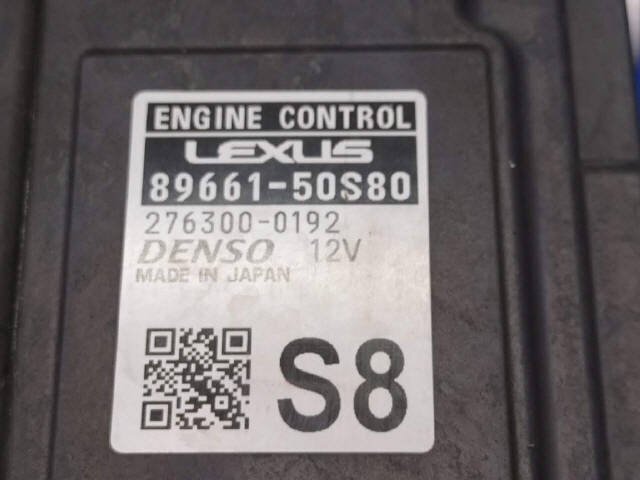 ENGINE CONTROL
LEXUS
89661-50S80
276300-0192
DENSO 12V
MADE IN JAPAN
S8